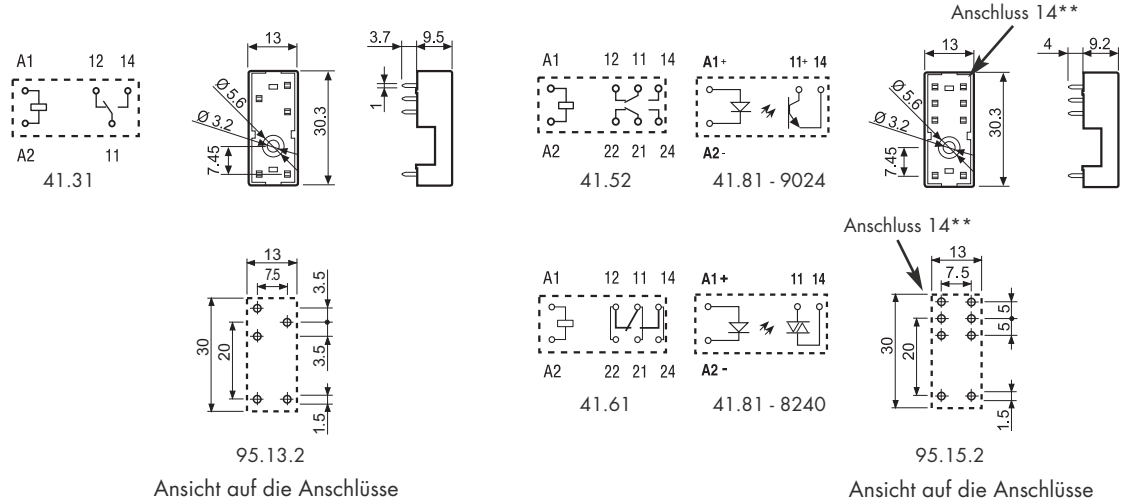 Anschluss 14**
A1 12 14
A2 11
41.31
13
Ø 5.6
Ø 3.2
7.45
30.3
3.7 9.5
1
A1 12 11 14
A2 22 21 24
41.52
A1+ 11+ 14
A2-
41.81 - 9024
13
Ø 5.6
Ø 3.2
7.45
30.3
4 9.2
13
7.5
3.5
30
20
3.5
1.5
95.13.2
Ansicht auf die Anschlüsse
A1 12 11 14
A2 22 21 24
41.61
A1+ 11 14
A2 -
41.81 - 8240
Anschluss 14**
13
7.5
5
30
20
5
1.5
95.15.2
Ansicht auf die Anschlüsse